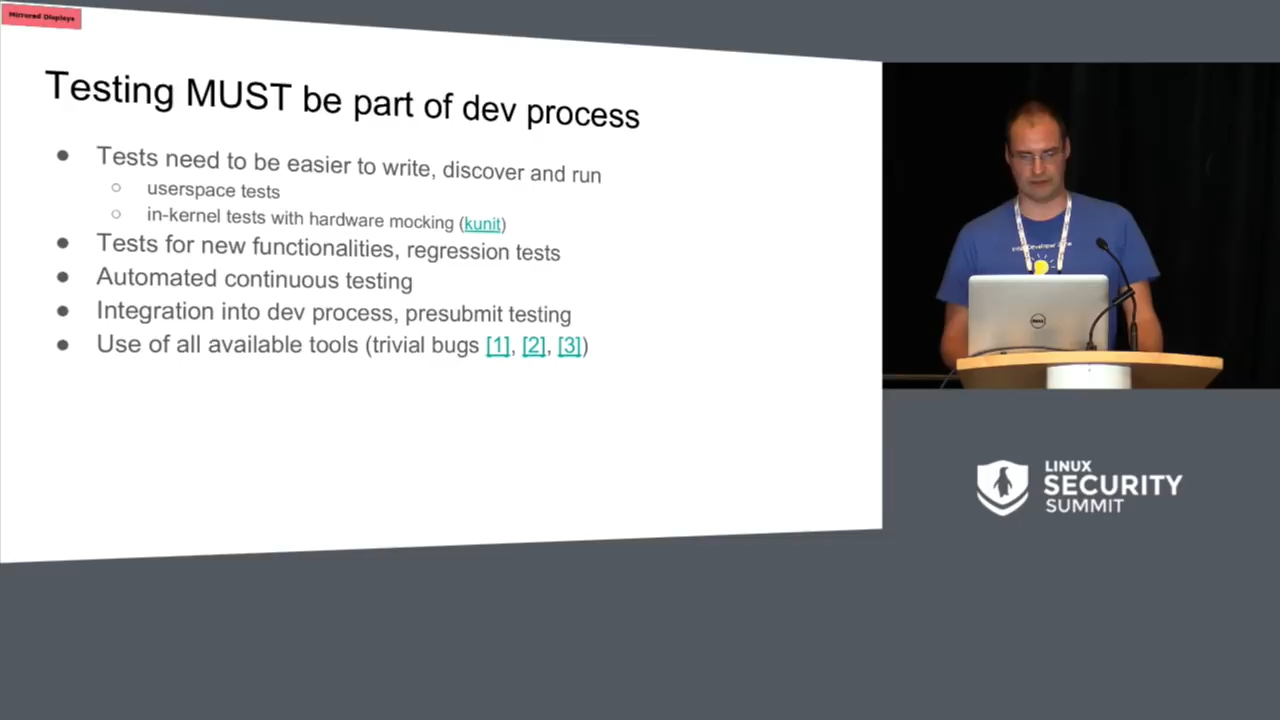 Mirrored Displays
Testing MUST be part of dev process
● Tests need to be easier to write, discover and run
○ userspace tests
○ in-kernel tests with hardware mocking (kunit)
● Tests for new functionalities, regression tests
● Automated continuous testing
● Integration into dev process, presubmit testing
● Use of all available tools (trivial bugs [1], [2], [3])
DELL
LINUX
SECURITY
SUMMIT